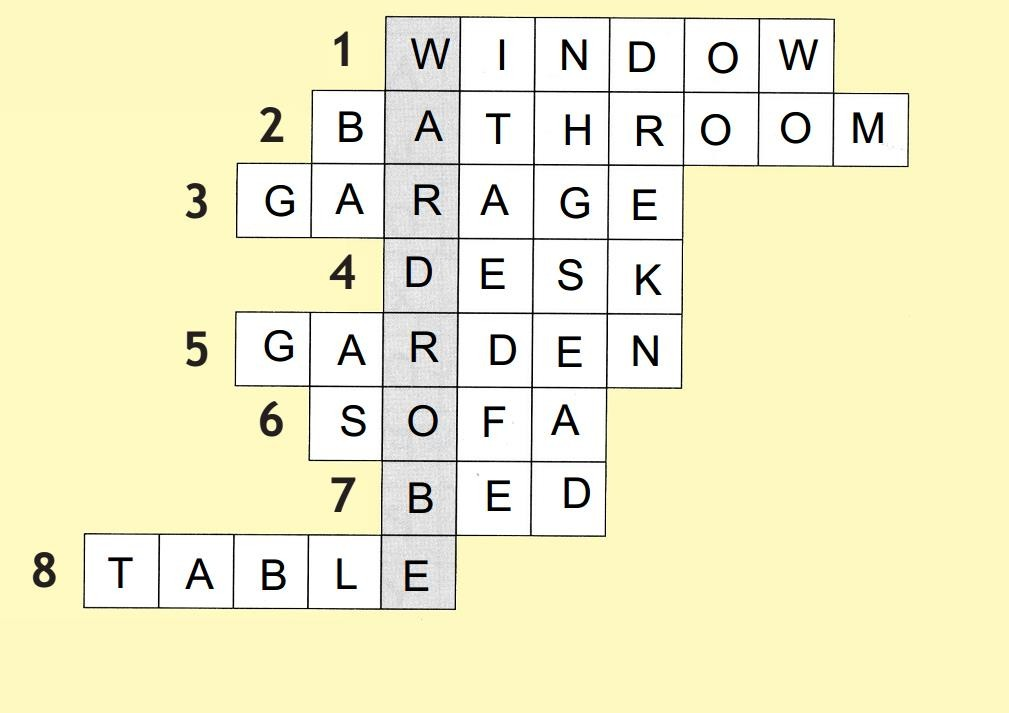 1 WINDOW
2 BATHROOM
3 GARAGE
4 DESK
5 GARDEN
6 SOFA
7 BED
8 TABLE